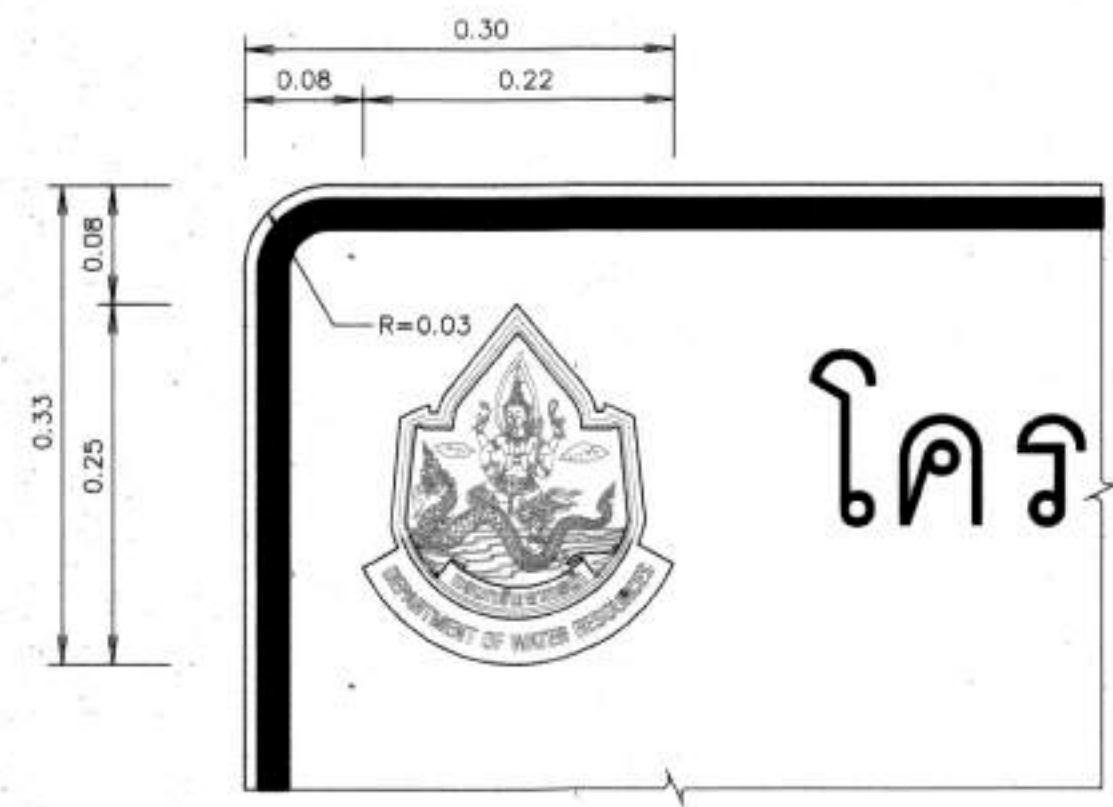 0.30
0.08
0.22
0.08
0.33
0.25
R=0.03
โคร
DEPARTMENT OF WATER RESOURCES